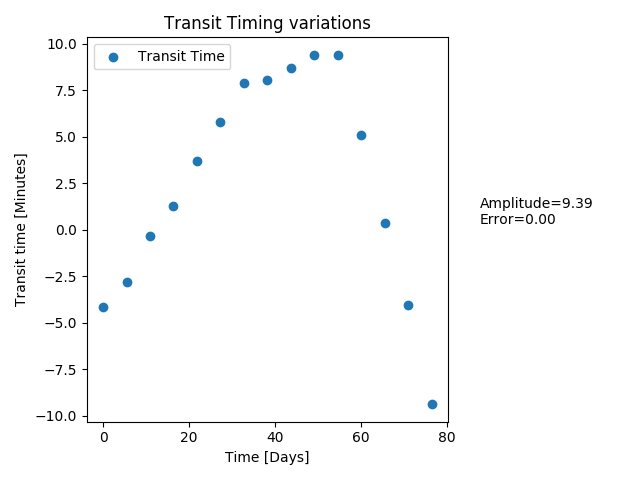 Transit Timing variations
Transit Time
10.0
7.5
5.0
2.5
0.0
−2.5
−5.0
−7.5
−10.0
Transit time [Minutes]
0 20 40 60 80
Time [Days]
Amplitude=9.39
Error=0.00